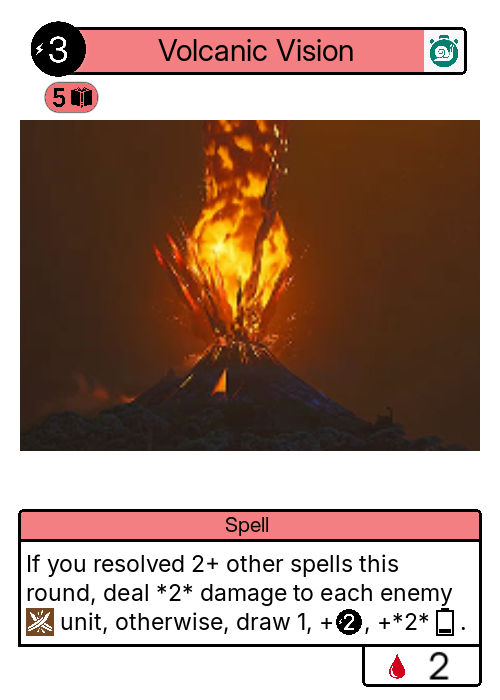 3
Volcanic Vision
5
Spell
If you resolved 2+ other spells this
round, deal *2* damage to each enemy
unit, otherwise, draw 1, +2, +*2* .
2